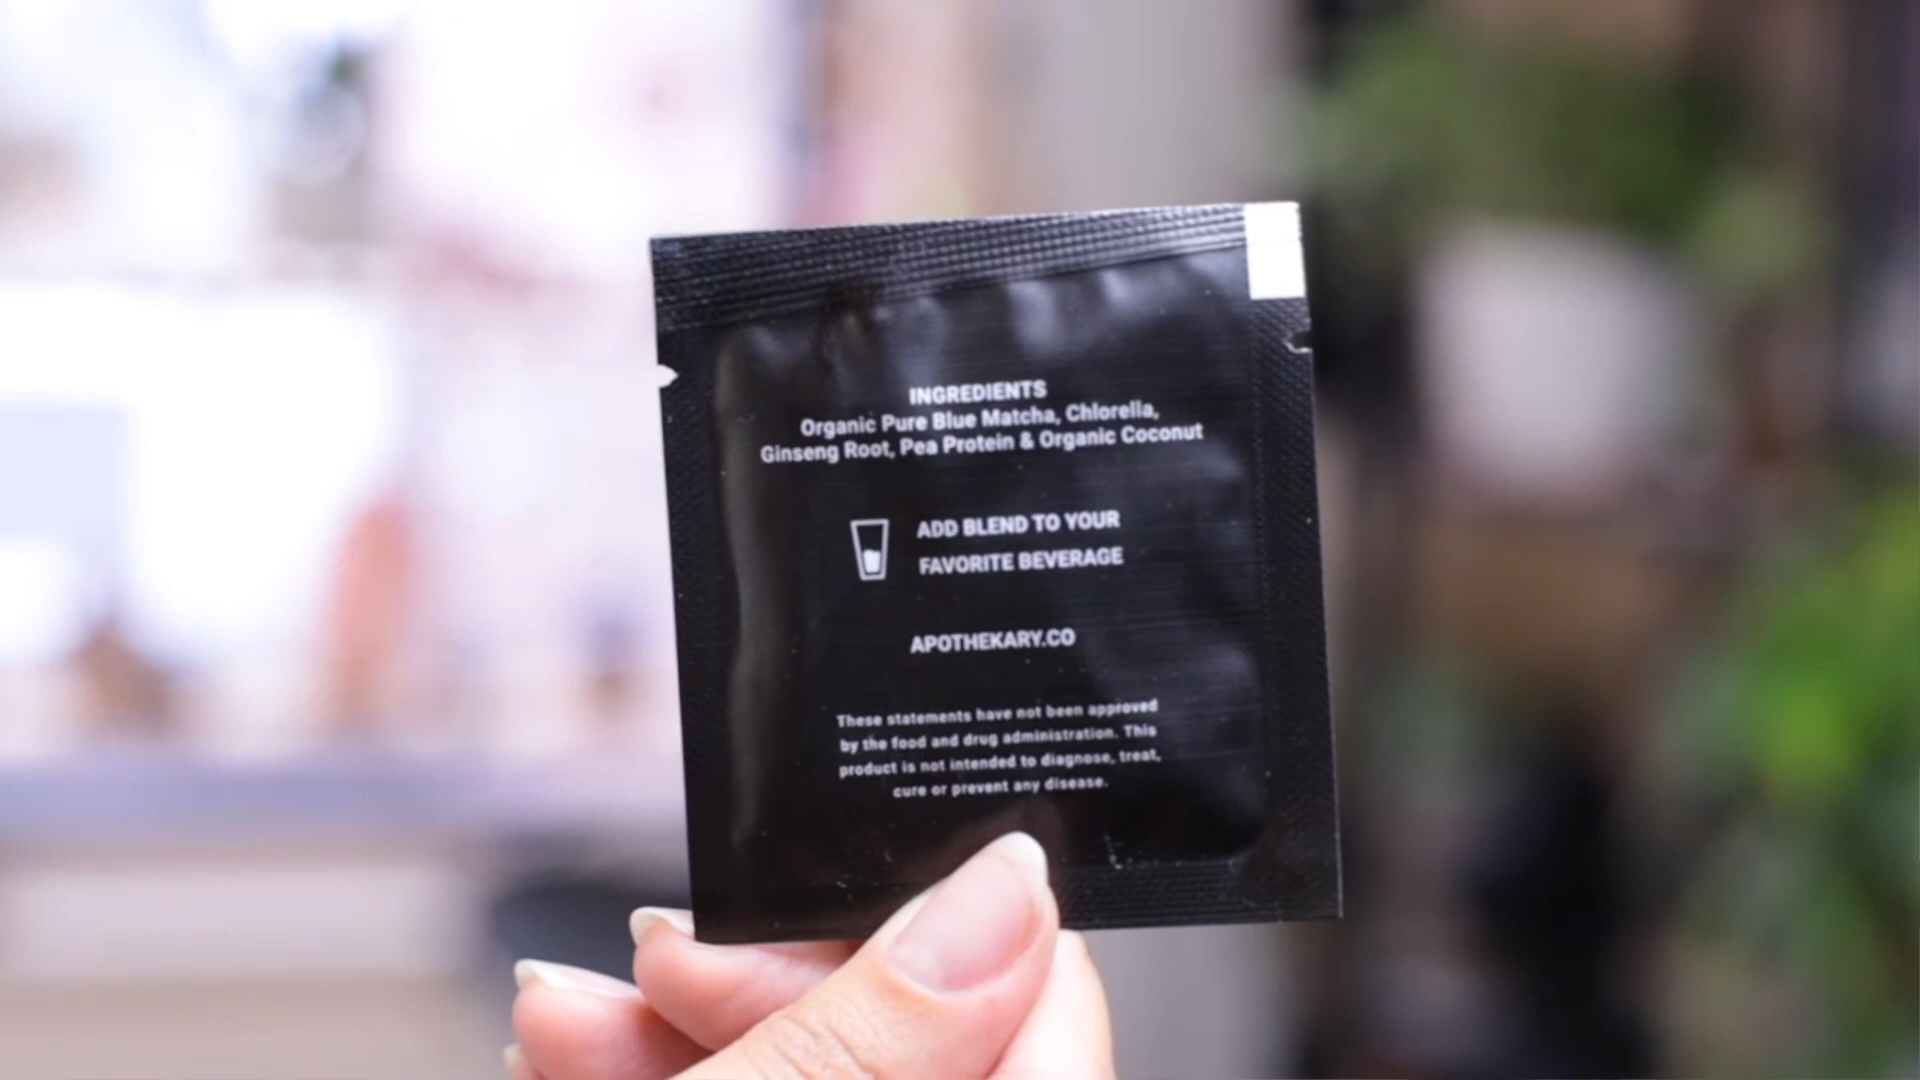 INGREDIENTS
Organic Pure Blue Matcha, Chlorella,
Ginseng Root, Pea Protein & Organic Coconut
ADD BLEND TO YOUR
FAVORITE BEVERAGE
APOTHEKARY.CO
These statements have not been approved
by the food and drug administration. This
product is not intended to diagnose, treat,
cure or prevent any disease.